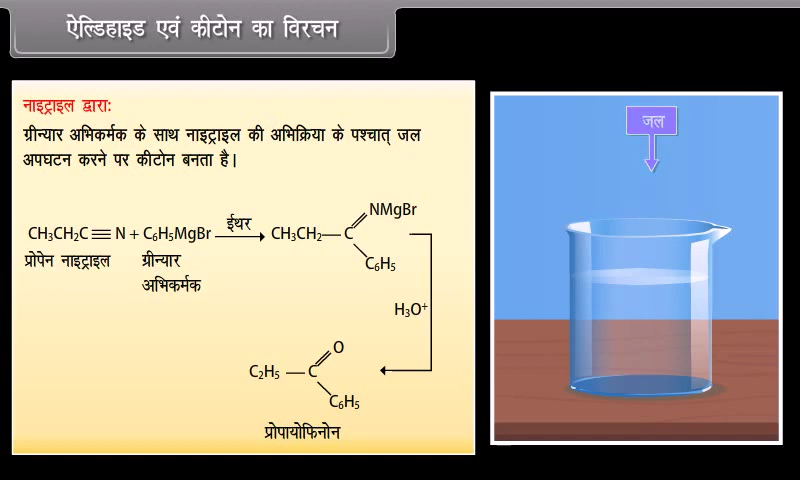 ऐल्डिहाइड एवं कीटोन का विरचन
नाइट्राइल द्वारा:
ग्रीन्यार अभिकर्मक के साथ नाइट्राइल की अभिक्रिया के पश्चात् जल
अपघटन करने पर कीटोन बनता है।
जल
NMgBr
CH₃CH₂C≡N + C₆H₅MgBr ईथर CH₃CH₂—C
प्रोपेन नाइट्राइल ग्रीन्यार
अभिकर्मक
C₆H₅
H₃O⁺
O
C₂H₅—C
C₆H₅
प्रोपायोफिनोन